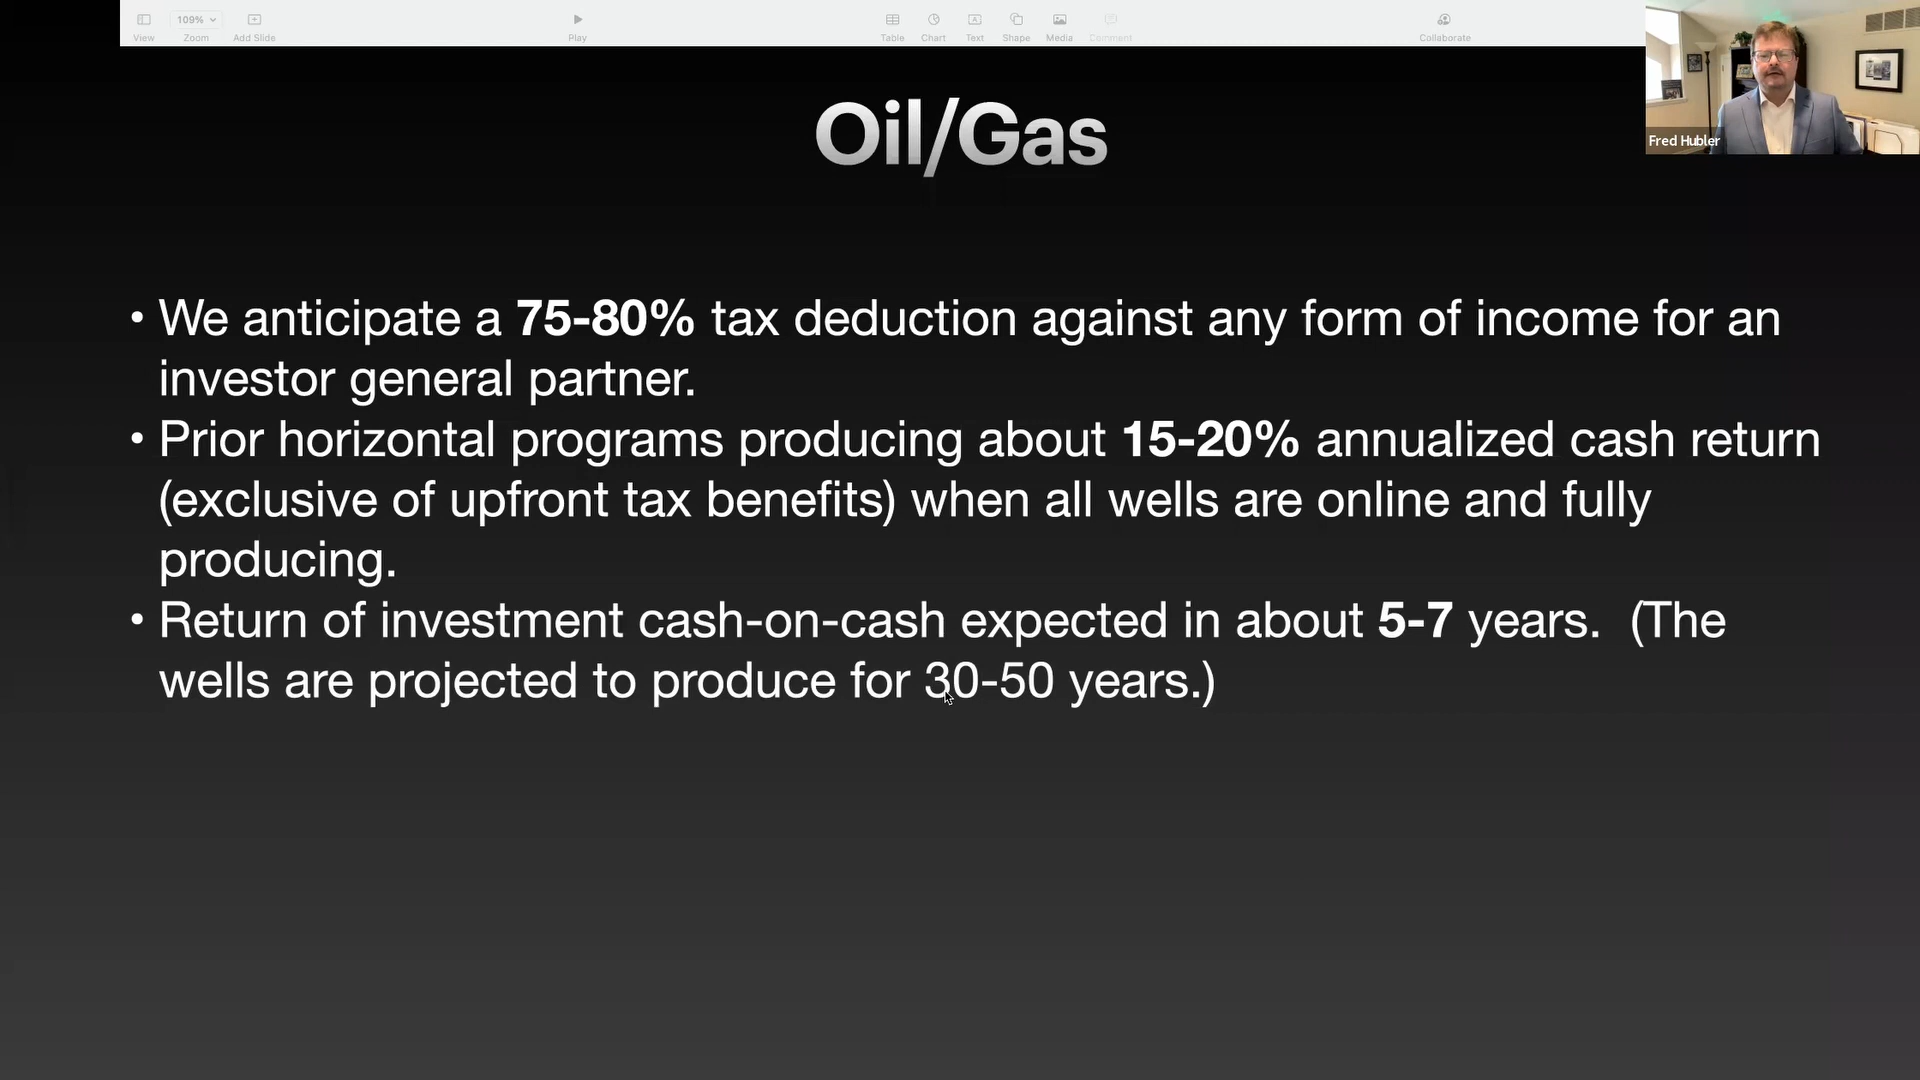 109%
View
Zoom
Add Slide
Play
Table
Chart
Text
Shape
Media
Comment
Collaborate
Fred Hubler
Oil/Gas
• We anticipate a 75-80% tax deduction against any form of income for an
investor general partner.
• Prior horizontal programs producing about 15-20% annualized cash return
(exclusive of upfront tax benefits) when all wells are online and fully
producing.
• Return of investment cash-on-cash expected in about 5-7 years.  (The
wells are projected to produce for 30-50 years.)